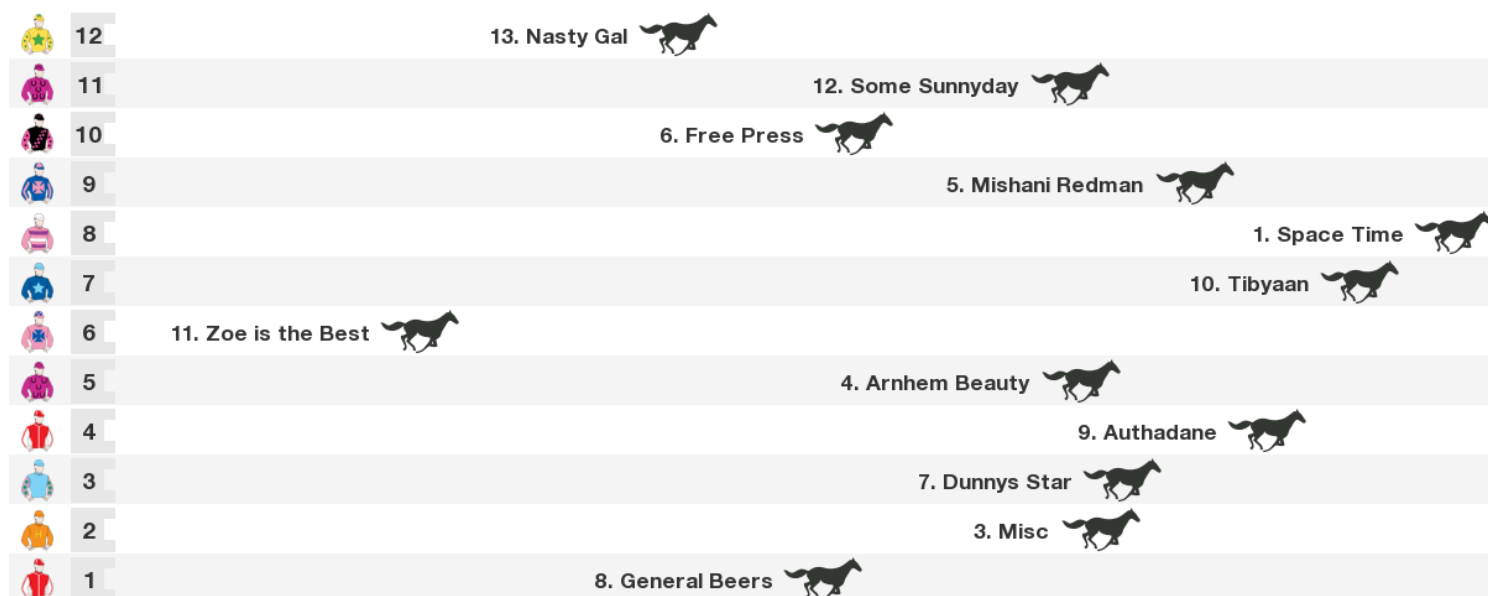 12 13. Nasty Gal
11 12. Some Sunnyday
10 6. Free Press
9 5. Mishani Redman
8 1. Space Time
7 10. Tibyaan
6 11. Zoe is the Best
5 4. Arnhem Beauty
4 9. Authadane
3 7. Dunnys Star
2 3. Misc
1 8. General Beers